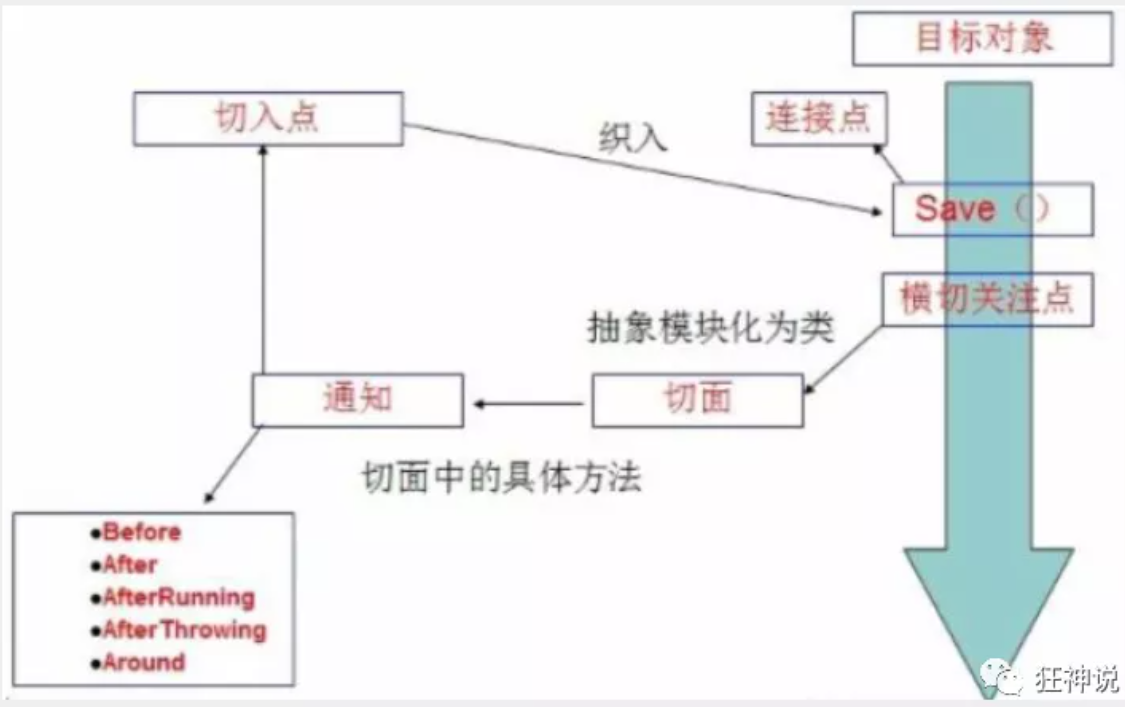 目标对象
切入点
织入
连接点
Save（）
横切关注点
抽象模块化为类
通知
切面
切面中的具体方法
●Before
●After
●AfterRunning
●AfterThrowing
●Around
狂神说